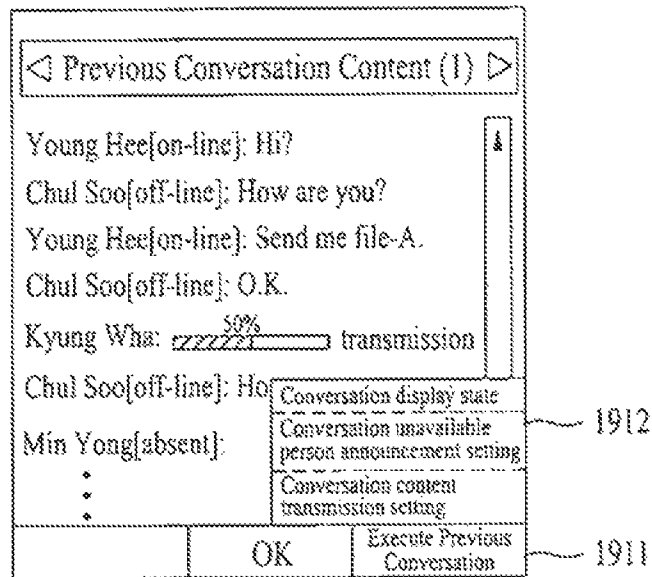 Previous Conversation Content (1)
Young Hee[on-line]: Hi?
Chul Soo[off-line]: How are you?
Young Hee[on-line]: Send me file-A.
Chul Soo[off-line]: O.K.
50%
Kyung Wha: transmission
Chul Soo[off-line]: Ho
Conversation display state
Conversation unavailable
person announcement setting
1912
Min Yong[absent]:
Conversation content
transmission setting
OK
Execute Previous
Conversation
1911